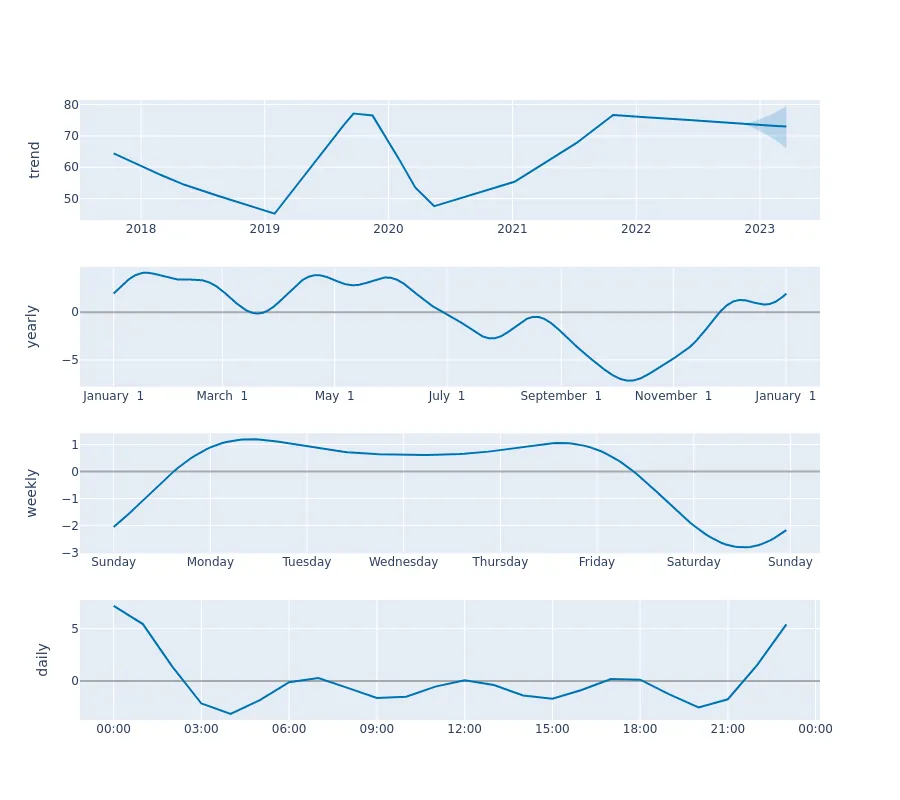 80
70
60
50
trend
2018 2019 2020 2021 2022 2023
0
−5
yearly
January 1 March 1 May 1 July 1 September 1 November 1 January 1
1
0
−1
−2
−3
weekly
Sunday Monday Tuesday Wednesday Thursday Friday Saturday Sunday
5
0
daily
00:00 03:00 06:00 09:00 12:00 15:00 18:00 21:00 00:00